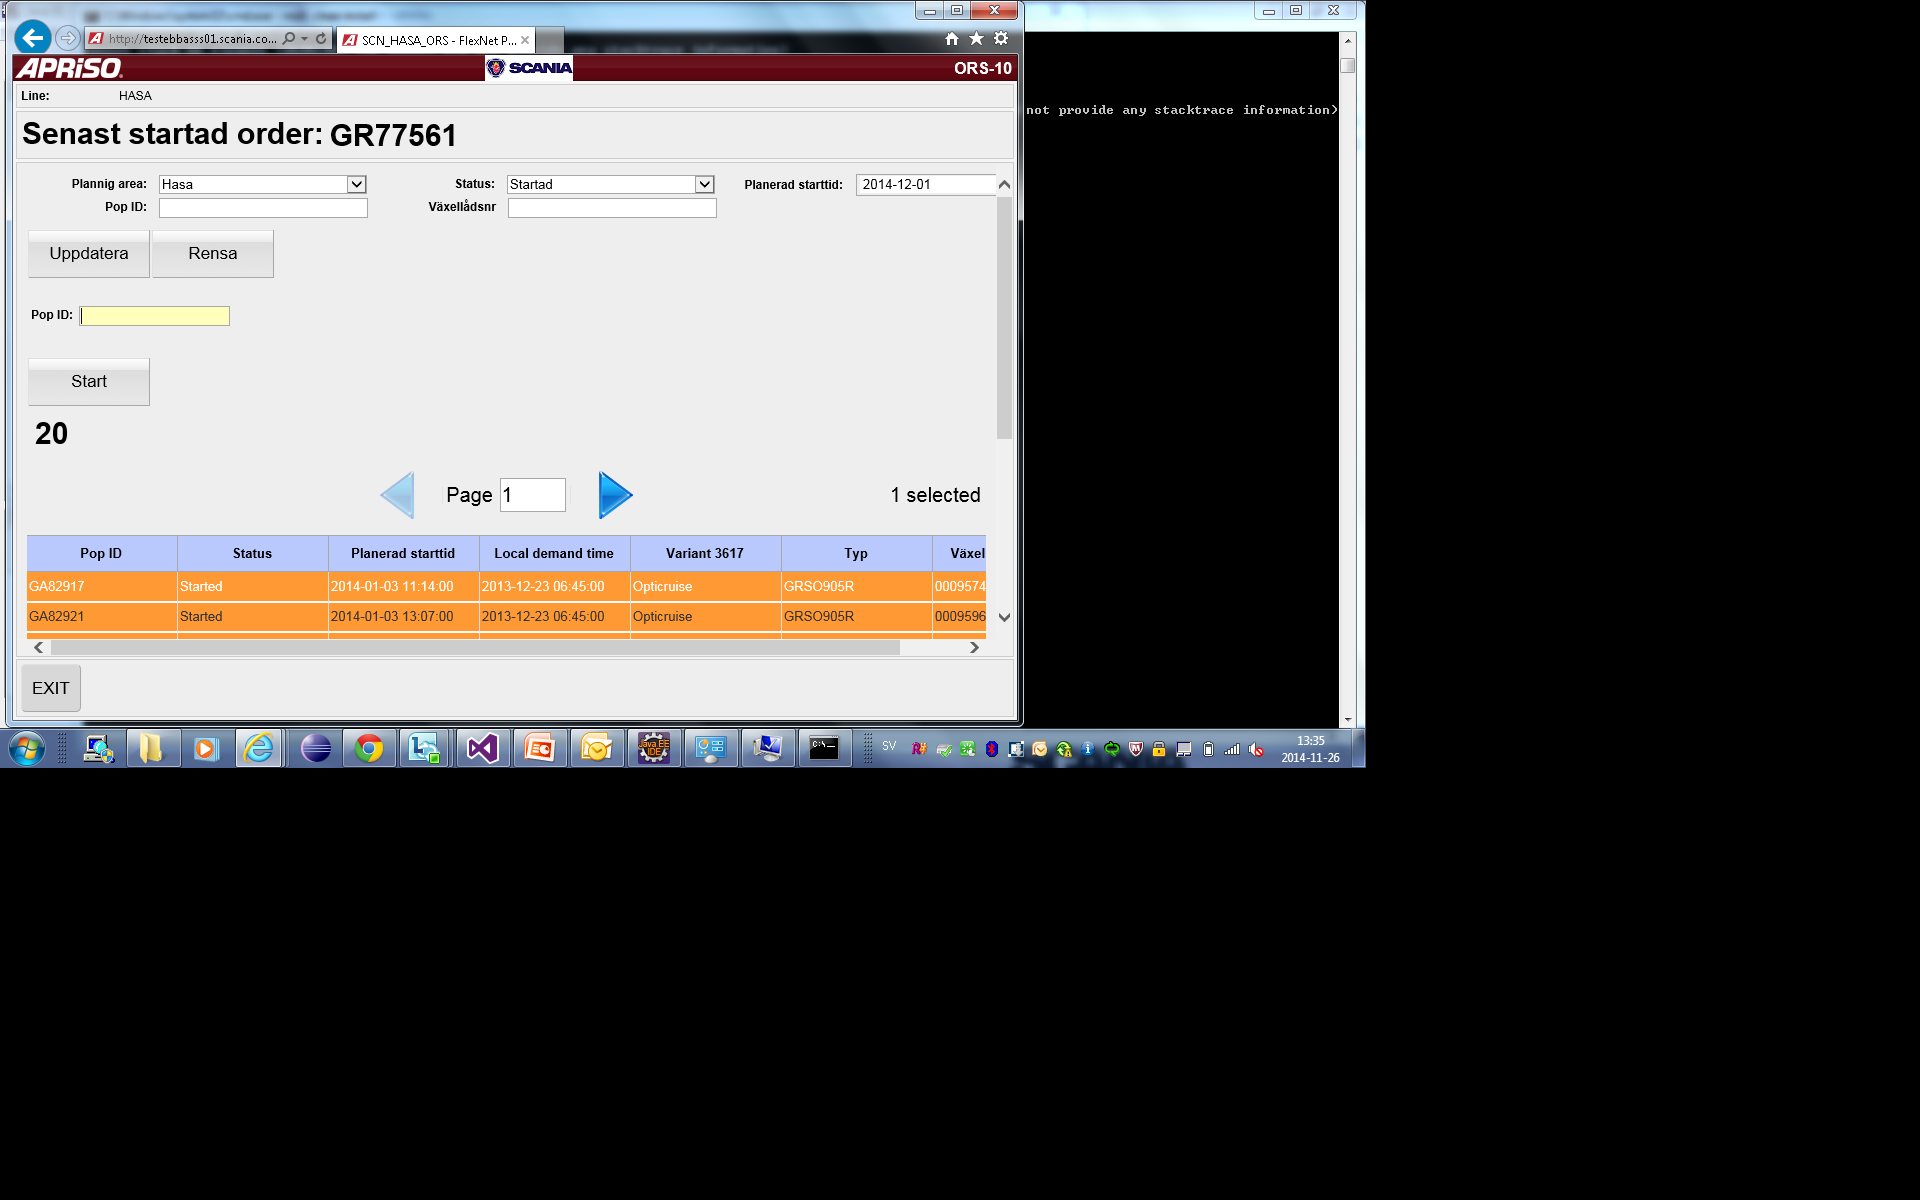 http://testebbasss01.scania.co...
SCN_HASA_ORS - FlexNet P...
APRISO
SCANIA
ORS-10
Line: HASA
not provide any stacktrace information)
Senast startad order: GR77561
Plannig area: Hasa Status: Startad Planerad starttid: 2014-12-01
Pop ID: Växellådsnr
Uppdatera Rensa
Pop ID:
Start
20
Page 1 1 selected
Pop ID Status Planerad starttid Local demand time Variant 3617 Typ Växel
GA82917 Started 2014-01-03 11:14:00 2013-12-23 06:45:00 Opticruise GRSO905R 0009574
GA82921 Started 2014-01-03 13:07:00 2013-12-23 06:45:00 Opticruise GRSO905R 0009596
EXIT
Java EE
IDE
C:\_
SV
13:35
2014-11-26